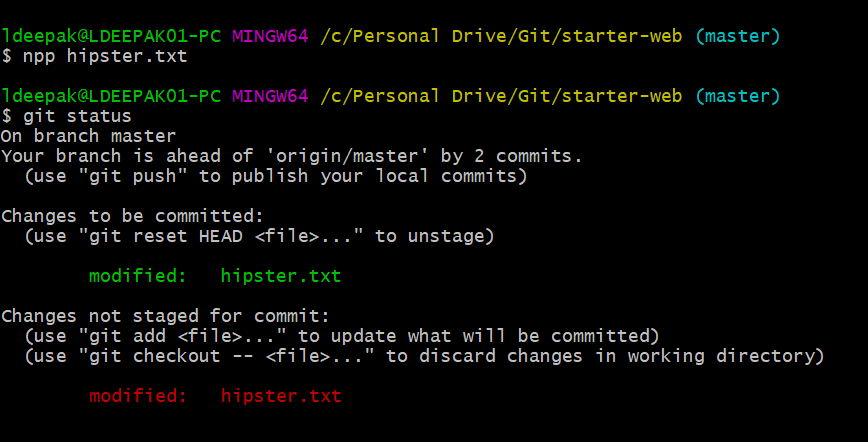 ldeepak@LDEEPAK01-PC MINGW64 /c/Personal Drive/Git/starter-web (master)
$ npp hipster.txt
ldeepak@LDEEPAK01-PC MINGW64 /c/Personal Drive/Git/starter-web (master)
$ git status
On branch master
Your branch is ahead of 'origin/master' by 2 commits.
  (use "git push" to publish your local commits)
Changes to be committed:
  (use "git reset HEAD <file>..." to unstage)
        modified:   hipster.txt
Changes not staged for commit:
  (use "git add <file>..." to update what will be committed)
  (use "git checkout -- <file>..." to discard changes in working directory)
        modified:   hipster.txt